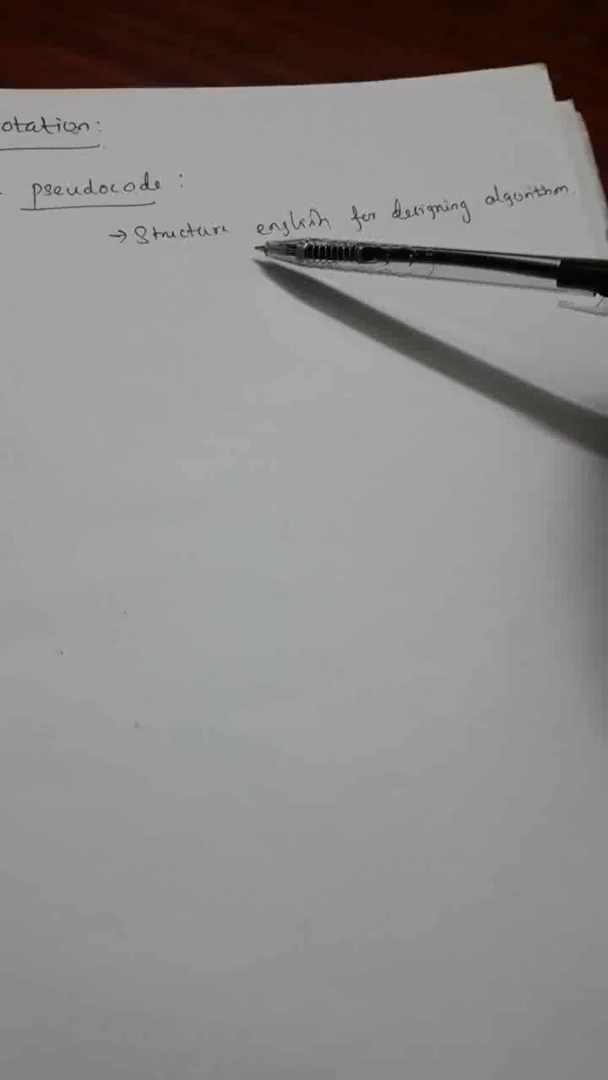 otation:
pseudocode:
→ Structure english for designing algorithm.